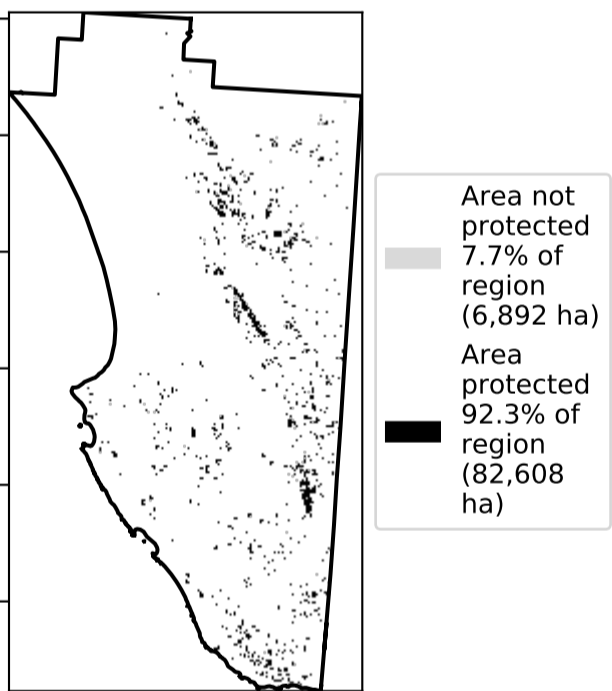 Area not
protected
7.7% of
region
(6,892 ha)
Area
protected
92.3% of
region
(82,608
ha)